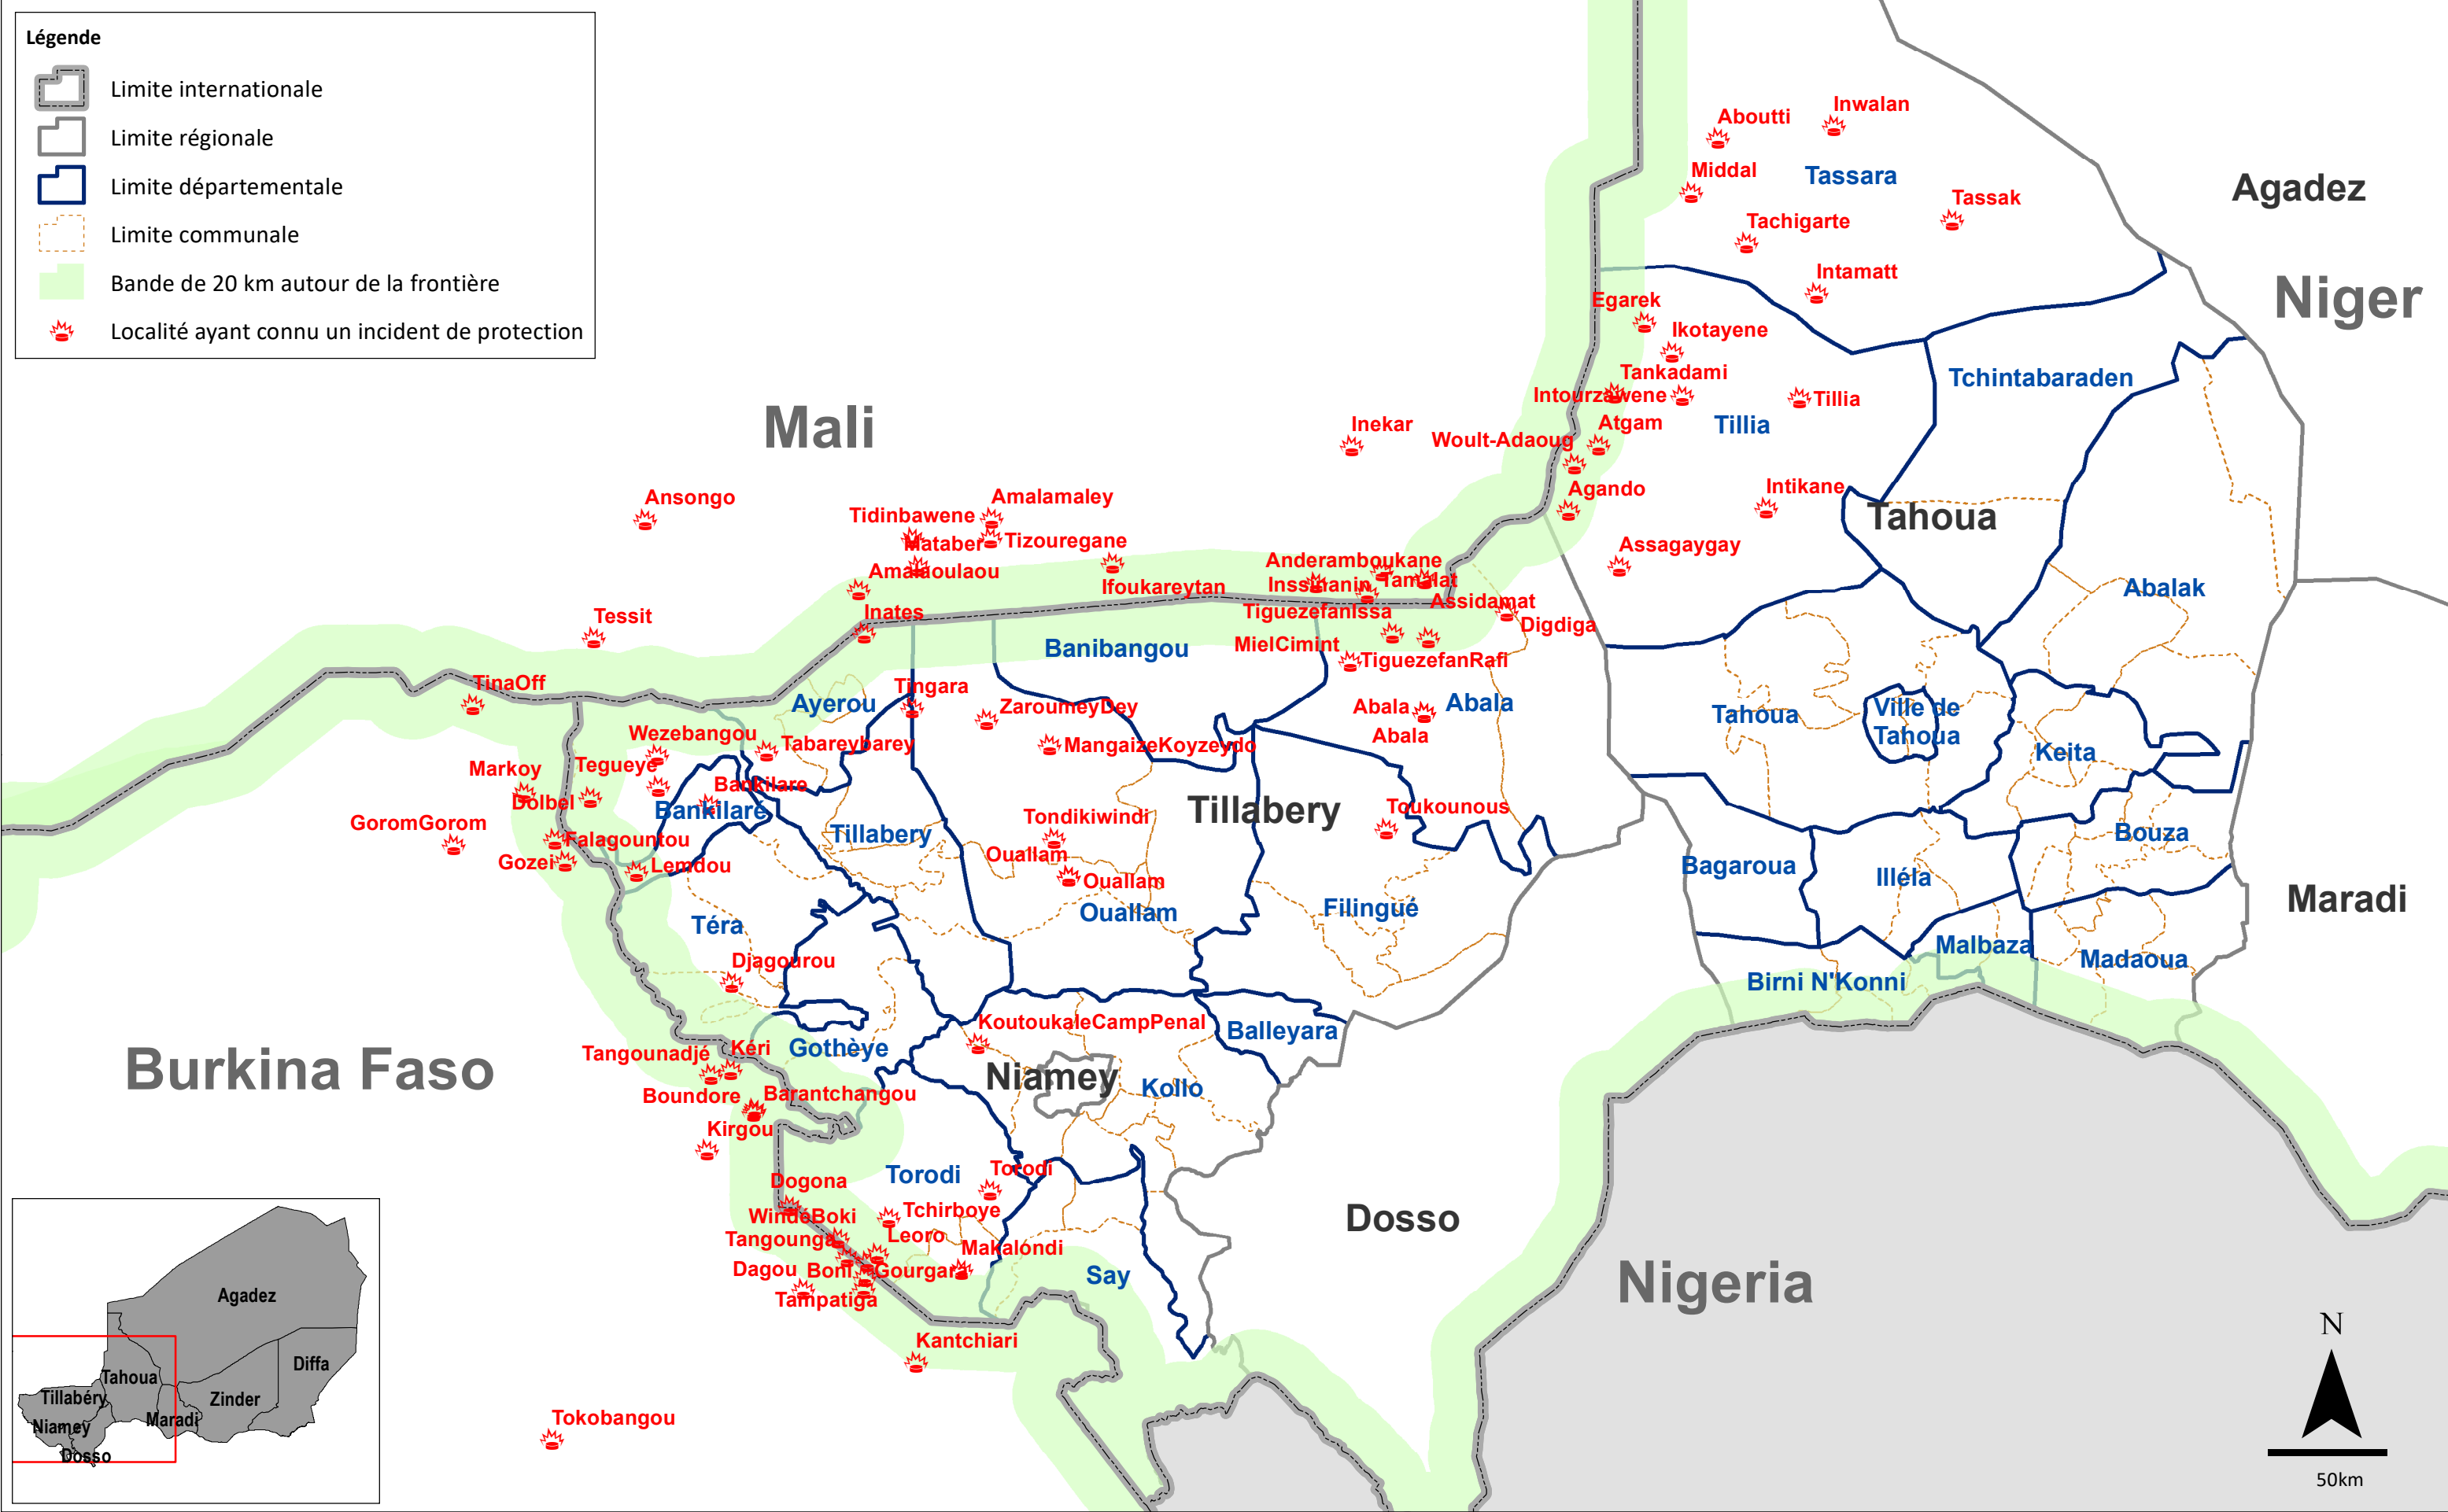 Légende
Limite internationale
Limite régionale
Limite départementale
Limite communale
Bande de 20 km autour de la frontière
Localité ayant connu un incident de protection
Inwalan
Aboutti
Middal
Tassara
Tassak
Agadez
Tachigarte
Intamatt
Niger
Egarek
Ikotayene
Tankadami
Tchintabaraden
Intourzawene
Tillia
Mali
Inekar
Atgam
Tillia
Woult-Adaoug
Ansongo
Amalamaley
Agando
Intikane
Tidinbawene
Tahoua
Mataber
Tizouregane
Assagaygay
Anderamboukane
Amalaoulaou
Ifoukareytan
Inssinanin
Tamalat
Abalak
Assidamat
Inates
TiguezefanIssa
Tessit
Digdiga
Banibangou
MielCimint
TiguezefanRafi
TinaOff
Tingara
Ayerou
ZaroumeyDey
Abala
Abala
Tahoua
Ville de
Tahoua
Wezebangou
Tabareybarey
MangaizeKoyzeydo
Abala
Keita
Markoy
Tegueye
Bankilare
Dolbel
Bankilaré
Tillabery
Toukounous
GoromGorom
Tondikiwindi
Tillabery
Bouza
Falagountou
Ouallam
Gozei
Lemdou
Bagaroua
Illéla
Ouallam
Ouallam
Filingué
Maradi
Téra
Malbaza
Madaoua
Djagourou
Birni N'Konni
KoutoukaleCampPenal
Balleyara
Burkina Faso
Tangounadjé
Kéri
Gothèye
Niamey
Kollo
Boundore
Barantchangou
Kirgou
Torodi
Torodi
Dogona
Tchirboye
Dosso
WindeBoki
Tangounga
Leoro
Makalondi
Dagou
Boni
Gourgara
Say
Nigeria
Tampatiga
Kantchiari
Tokobangou
Agadez
Tahoua
Diffa
Tillabéry
Zinder
Maradi
Niamey
Dosso
N
50km